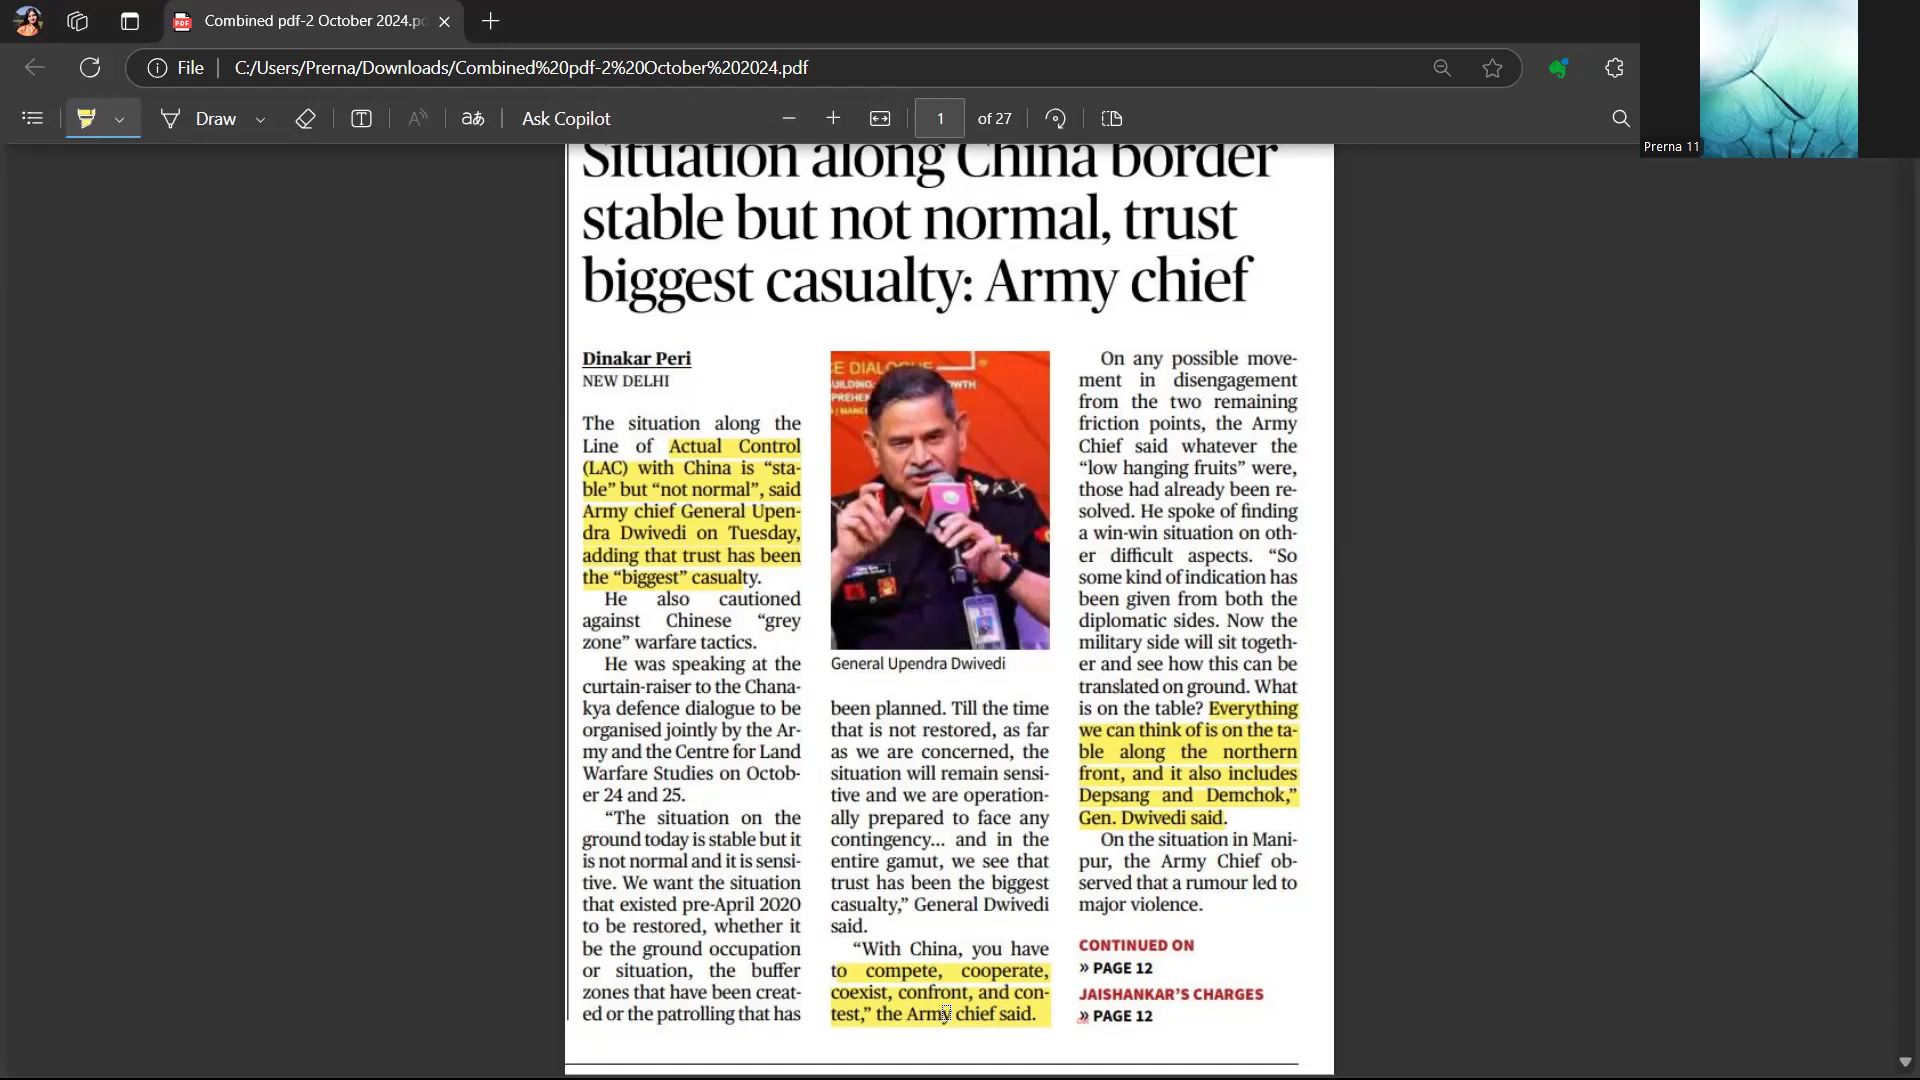 Combined pdf-2 October 2024.pd
File
C:/Users/Prerna/Downloads/Combined%20pdf-2%20October%202024.pdf
Draw
aあ
Ask Copilot
1 of 27
Prerna 11
Situation along China border
stable but not normal, trust
biggest casualty: Army chief
Dinakar Peri
NEW DELHI
The situation along the
Line of Actual Control
(LAC) with China is “sta-
ble” but “not normal”, said
Army chief General Upen-
dra Dwivedi on Tuesday,
adding that trust has been
the “biggest” casualty.
He also cautioned
against Chinese “grey
zone” warfare tactics.
He was speaking at the
curtain-raiser to the Chana-
kya defence dialogue to be
organised jointly by the Ar-
my and the Centre for Land
Warfare Studies on Octob-
er 24 and 25.
“The situation on the
ground today is stable but it
is not normal and it is sensi-
tive. We want the situation
that existed pre-April 2020
to be restored, whether it
be the ground occupation
or situation, the buffer
zones that have been creat-
ed or the patrolling that has
General Upendra Dwivedi
been planned. Till the time
that is not restored, as far
as we are concerned, the
situation will remain sensi-
tive and we are operation-
ally prepared to face any
contingency... and in the
entire gamut, we see that
trust has been the biggest
casualty,” General Dwivedi
said.
“With China, you have
to compete, cooperate,
coexist, confront, and con-
test,” the Army chief said.
On any possible move-
ment in disengagement
from the two remaining
friction points, the Army
Chief said whatever the
“low hanging fruits” were,
those had already been re-
solved. He spoke of finding
a win-win situation on oth-
er difficult aspects. “So
some kind of indication has
been given from both the
diplomatic sides. Now the
military side will sit togeth-
er and see how this can be
translated on ground. What
is on the table? Everything
we can think of is on the ta-
ble along the northern
front, and it also includes
Depsang and Demchok,”
Gen. Dwivedi said.
On the situation in Mani-
pur, the Army Chief ob-
served that a rumour led to
major violence.
CONTINUED ON
» PAGE 12
JAISHANKAR’S CHARGES
» PAGE 12